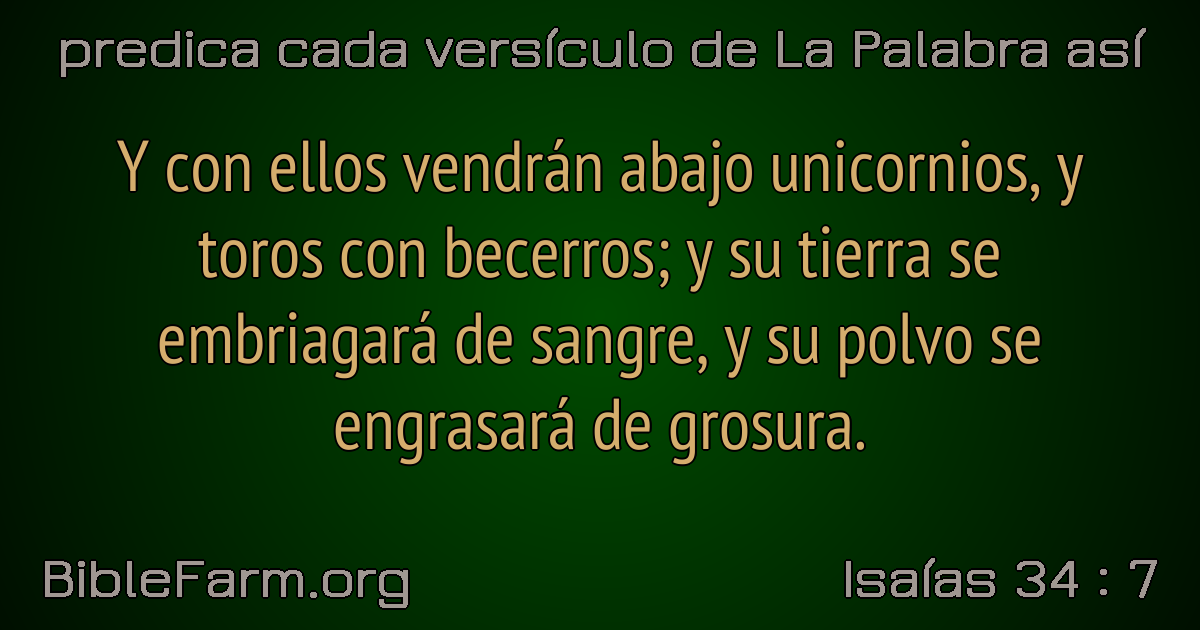 predica cada versículo de La Palabra así
Y con ellos vendrán abajo unicornios, y
toros con becerros; y su tierra se
embriagará de sangre, y su polvo se
engrasará de grosura.
BibleFarm.org
Isaías 34 : 7